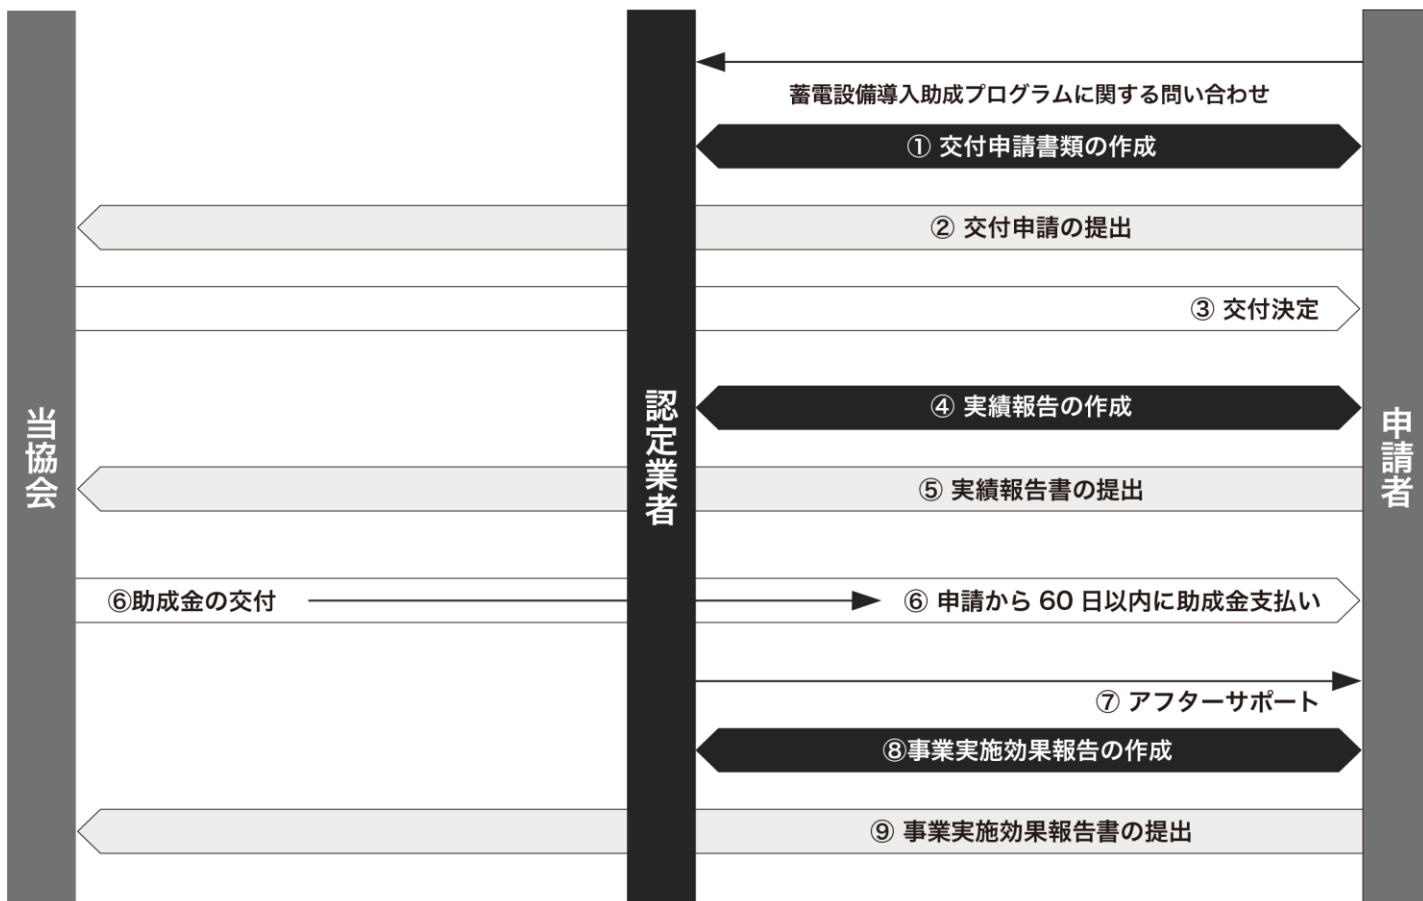 蓄電設備導入助成プログラムに関する問い合わせ
① 交付申請書類の作成
② 交付申請の提出
③ 交付決定
④ 実績報告の作成
⑤ 実績報告書の提出
⑥助成金の交付
⑥ 申請から 60 日以内に助成金支払い
⑦ アフターサポート
⑧事業実施効果報告の作成
⑨ 事業実施効果報告書の提出
当協会
認定業者
申請者